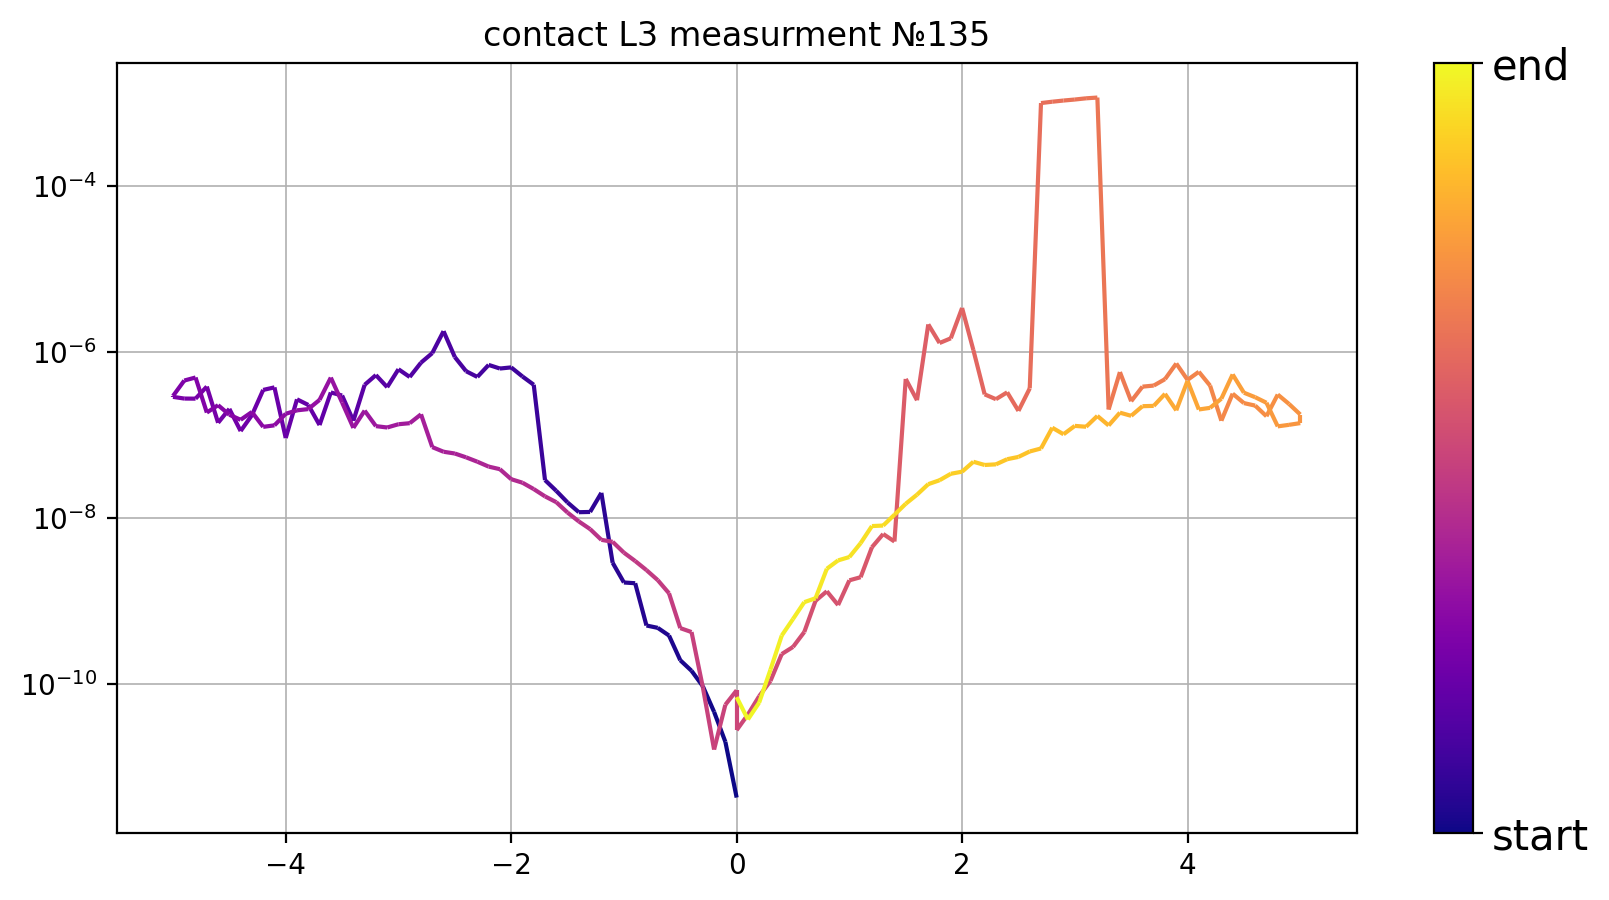 contact L3 measurment №135
10⁻⁴
10⁻⁶
10⁻⁸
10⁻¹⁰
−4 −2 0 2 4
end
start